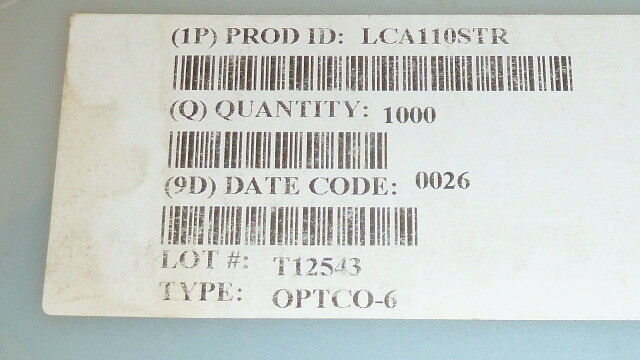 (1P) PROD ID: LCA110STR
(Q) QUANTITY: 1000
(9D) DATE CODE: 0026
LOT #: T12543
TYPE: OPTCO-6